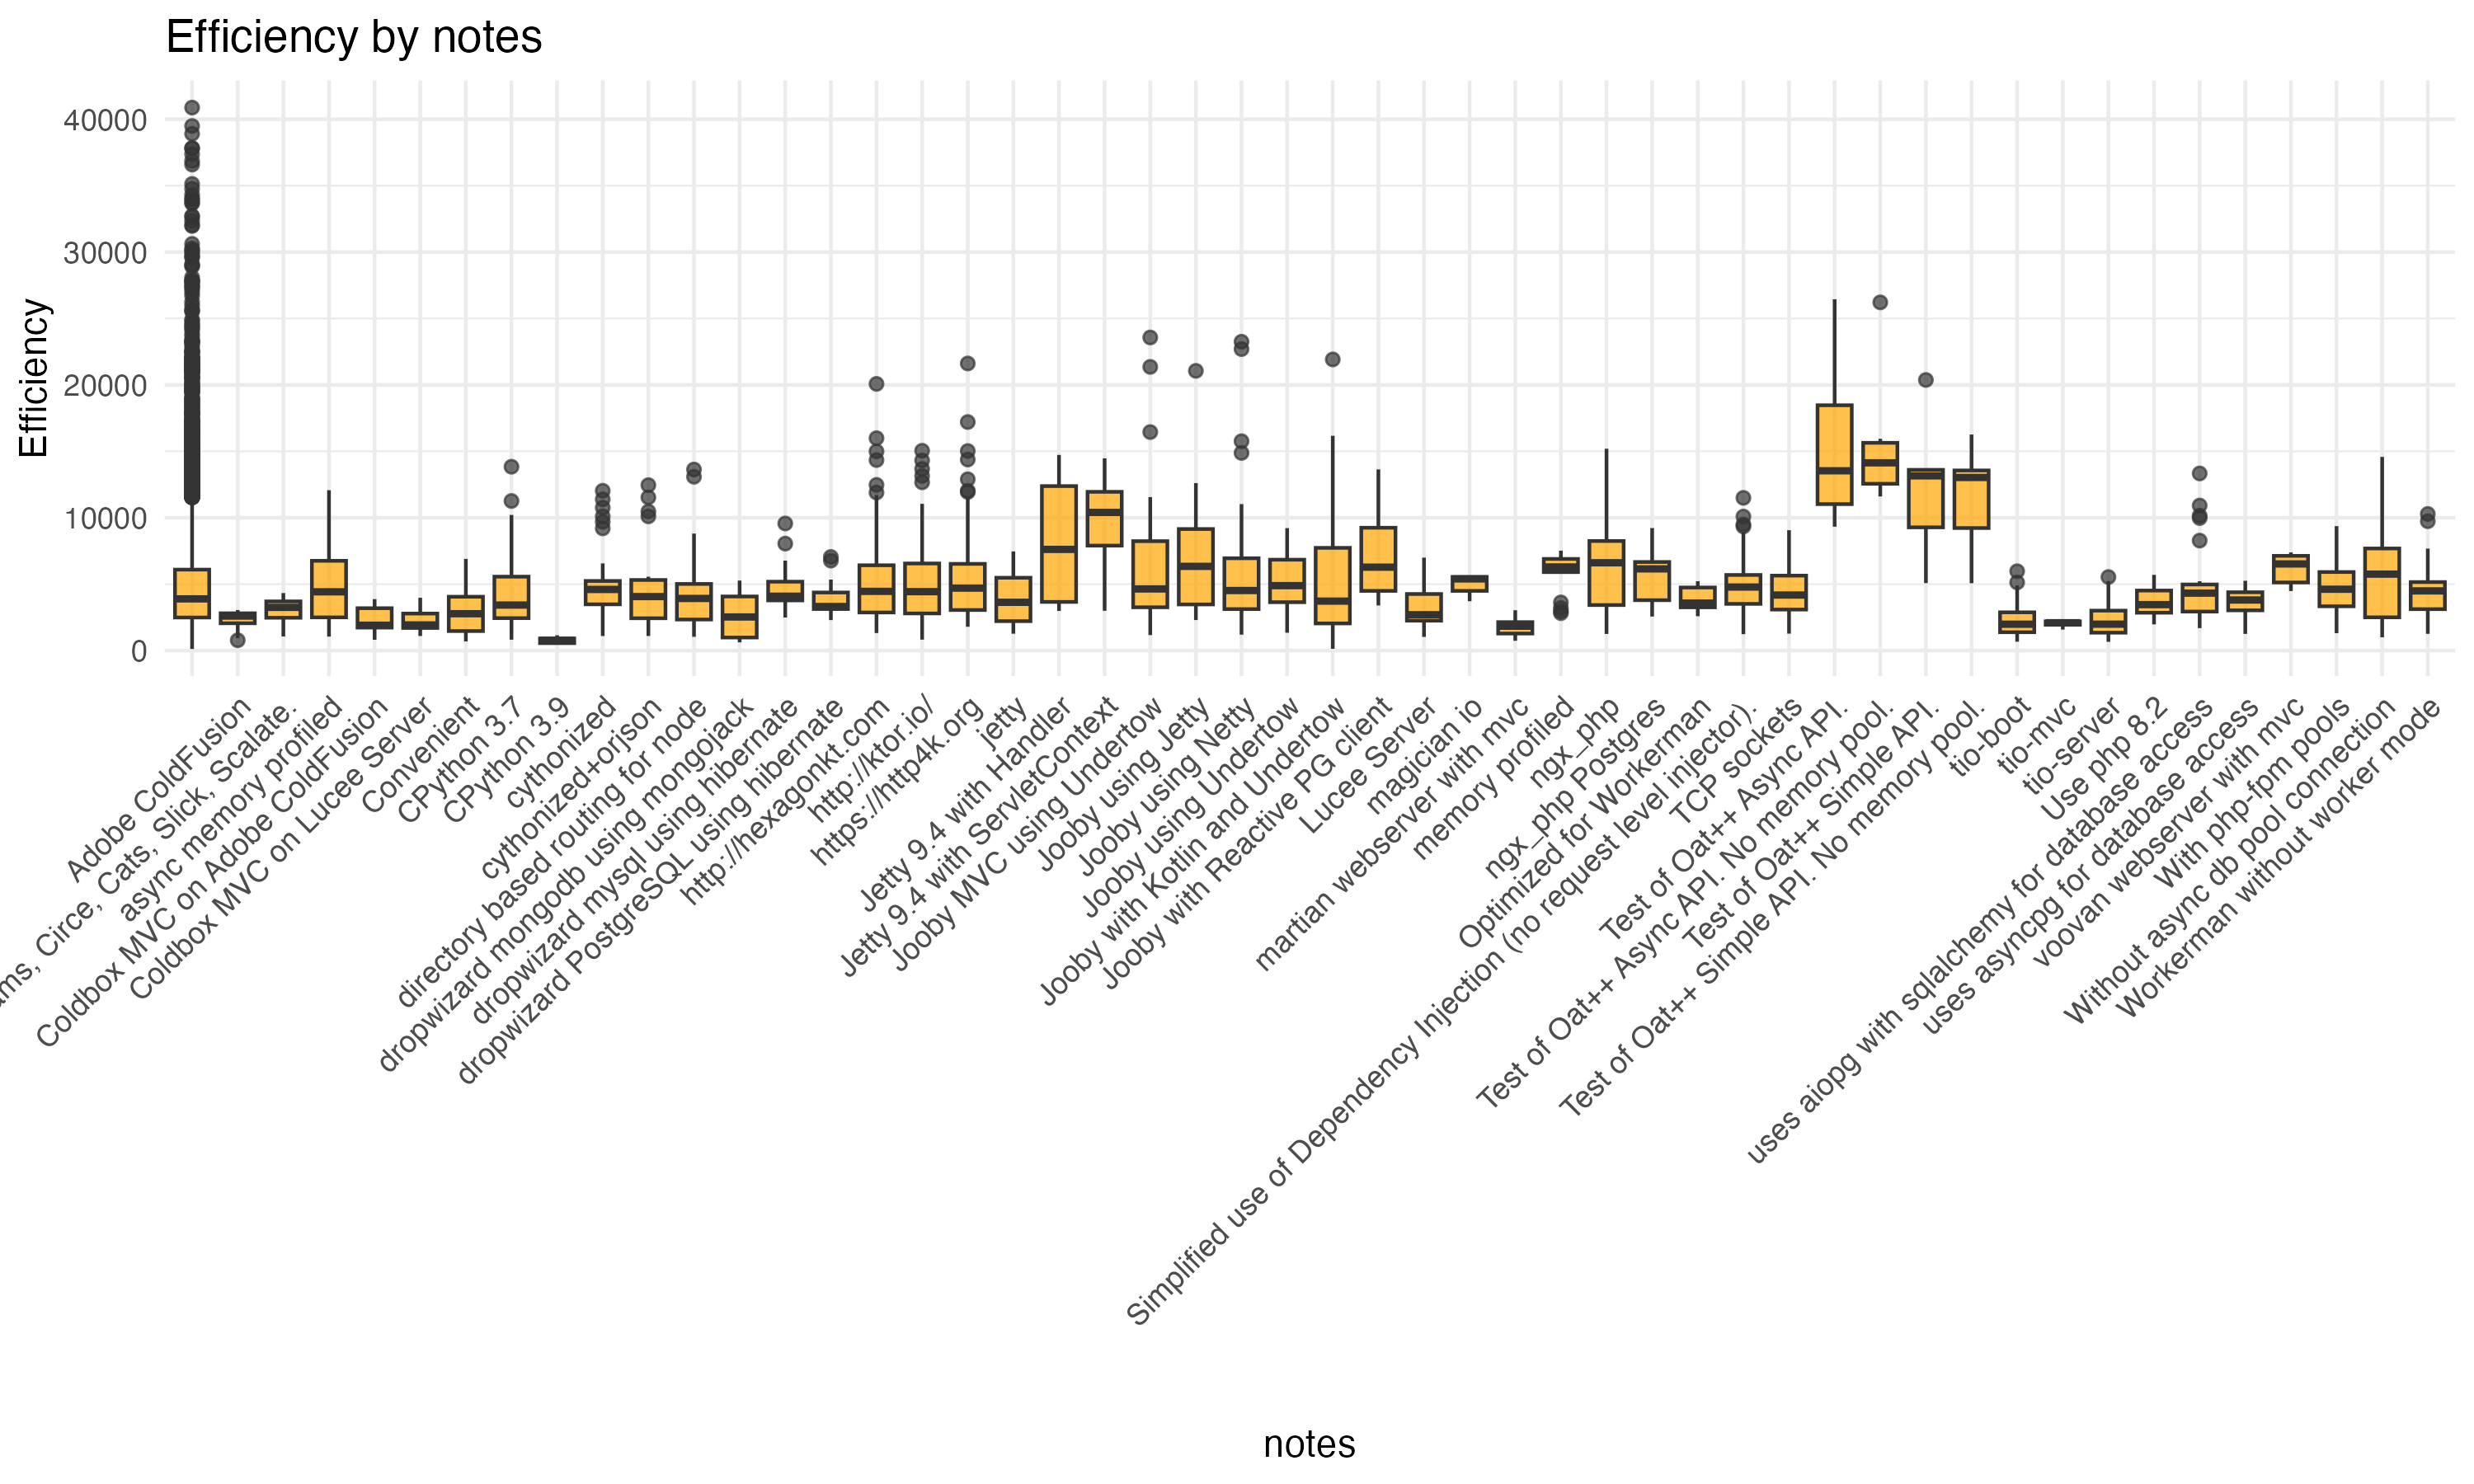 Efficiency by notes
Efficiency
40000
30000
20000
10000
0
Adobe ColdFusion
Circe, Cats, Slick, Scalate.
async memory profiled
Coldbox MVC on Adobe ColdFusion
Coldbox MVC on Lucee Server
Convenient
CPython 3.7
CPython 3.9
cythonized
cythonized+orjson
directory based routing for node
dropwizard mongodb using mongojack
dropwizard mysql using hibernate
dropwizard PostgreSQL using hibernate
http://hexagonkt.com
http://ktor.io/
https://http4k.org
jetty
Jetty 9.4 with Handler
Jetty 9.4 with ServletContext
Jooby MVC using Undertow
Jooby using Jetty
Jooby using Netty
Jooby using Undertow
Jooby with Kotlin and Undertow
Jooby with Reactive PG client
Lucee Server
magician io
martian webserver with mvc
memory profiled
ngx_php
ngx_php Postgres
Optimized for Workerman
Simplified use of Dependency Injection (no request level injector).
TCP sockets
Test of Oat++ Async API.
Test of Oat++ Async API. No memory pool.
Test of Oat++ Simple API.
Test of Oat++ Simple API. No memory pool.
tio-boot
tio-mvc
tio-server
Use php 8.2
uses aiopg with sqlalchemy for database access
uses asyncpg for database access
voovan webserver with mvc
With php-fpm pools
Without async db pool connection
Workerman without worker mode
notes